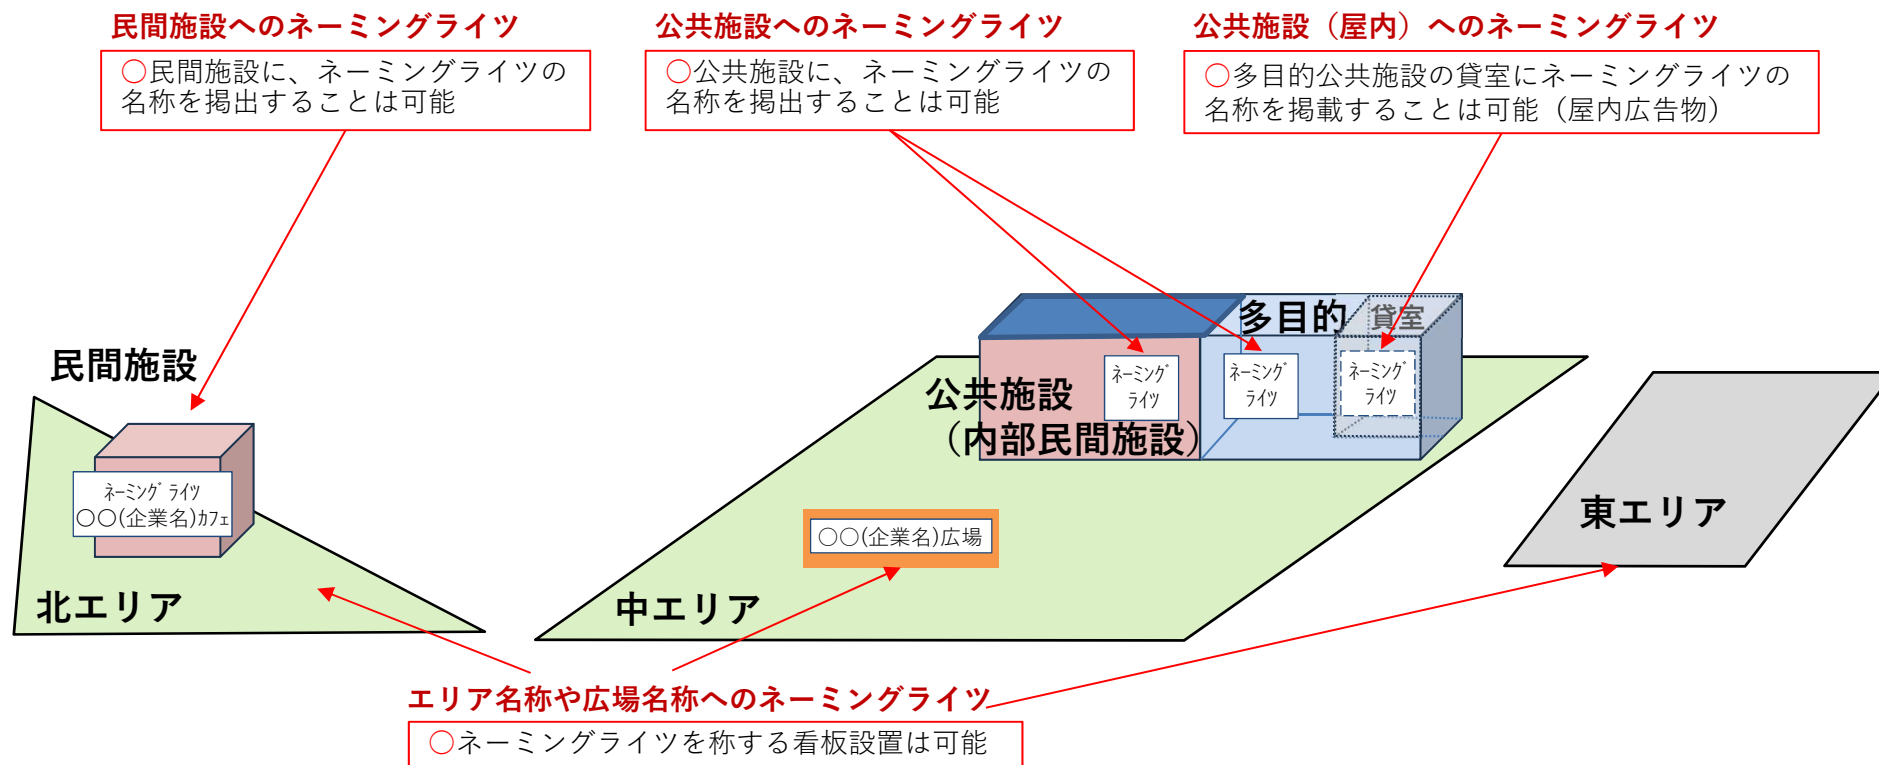 民間施設へのネーミングライツ
○民間施設に、ネーミングライツの
名称を掲出することは可能
公共施設へのネーミングライツ
○公共施設に、ネーミングライツの
名称を掲出することは可能
公共施設（屋内）へのネーミングライツ
○多目的公共施設の貸室にネーミングライツの
名称を掲載することは可能（屋内広告物）
民間施設
ﾈｰﾐﾝｸﾞﾗｲﾂ
○○(企業名)ｶﾌｪ
北エリア
多目的
貸室
公共施設
（内部民間施設）
ﾈｰﾐﾝｸﾞ
ﾗｲﾂ
ﾈｰﾐﾝｸﾞ
ﾗｲﾂ
ﾈｰﾐﾝｸﾞ
ﾗｲﾂ
○○(企業名)広場
中エリア
東エリア
エリア名称や広場名称へのネーミングライツ
○ネーミングライツを称する看板設置は可能